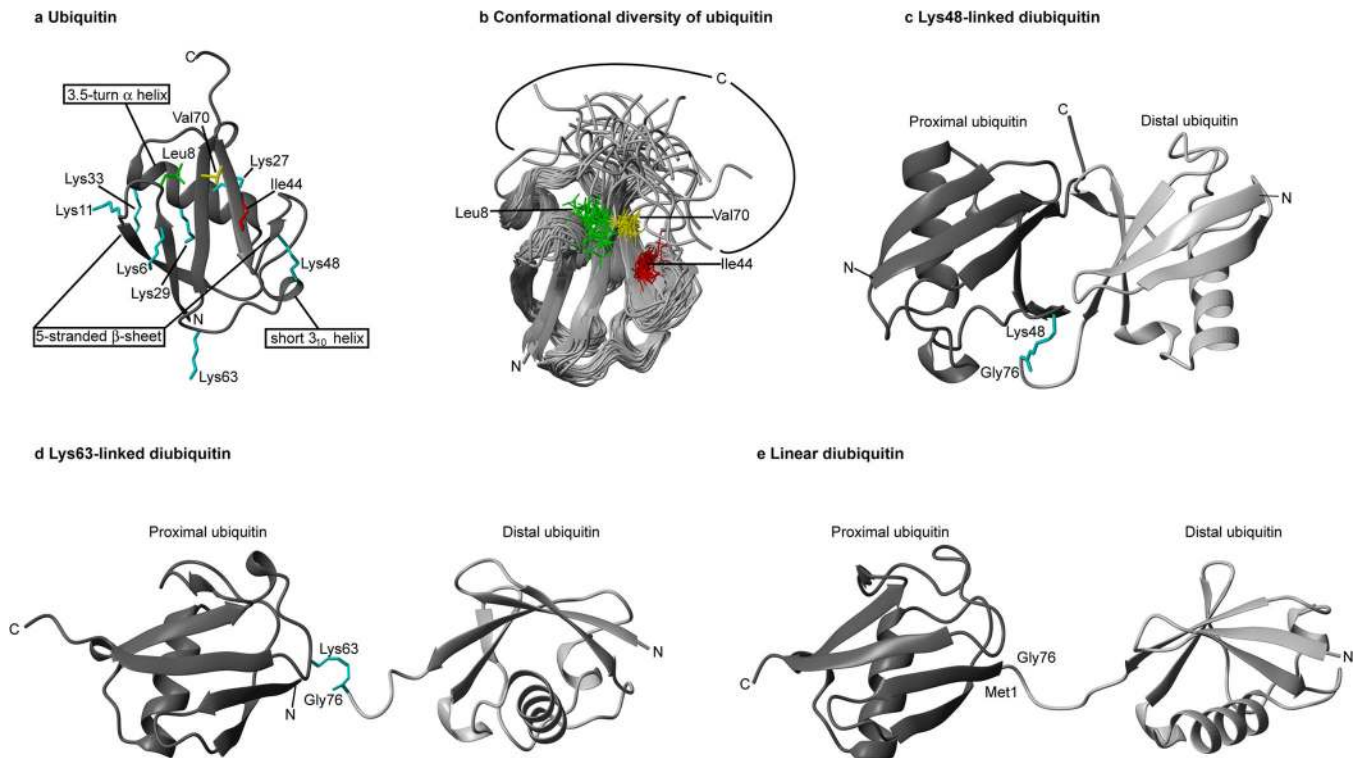 a Ubiquitin
C
3.5-turn α helix
Val70
Leu8
Lys27
Lys33
Ile44
Lys11
Lys6
Lys48
Lys29
N
5-stranded β-sheet
short 3₁₀ helix
Lys63
b Conformational diversity of ubiquitin
C
Leu8
Val70
Ile44
N
c Lys48-linked diubiquitin
C
Proximal ubiquitin
Distal ubiquitin
N
N
Lys48
Gly76
d Lys63-linked diubiquitin
Proximal ubiquitin
Distal ubiquitin
C
Lys63
N
Gly76
N
e Linear diubiquitin
Proximal ubiquitin
Distal ubiquitin
Gly76
N
C
Met1